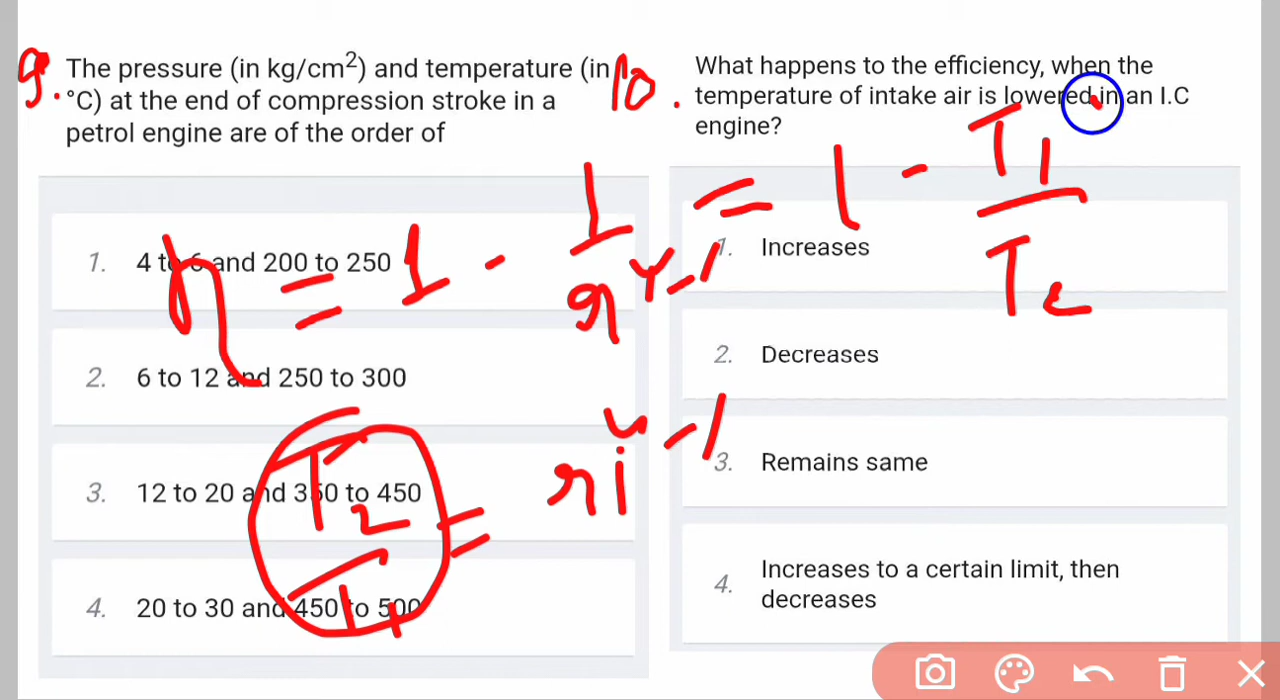 9.
The pressure (in kg/cm²) and temperature (in
°C) at the end of compression stroke in a
petrol engine are of the order of
1. 4 to 6 and 200 to 250
2. 6 to 12 and 250 to 300
3. 12 to 20 and 350 to 450
4. 20 to 30 and 450 to 500
10.
What happens to the efficiency, when the
temperature of intake air is lowered in an I.C
engine?
1. Increases
2. Decreases
3. Remains same
4. Increases to a certain limit, then
decreases
η = 1 - 1/r^γ-1 = 1 - T1/T2
T2/T1 = r^γ-1